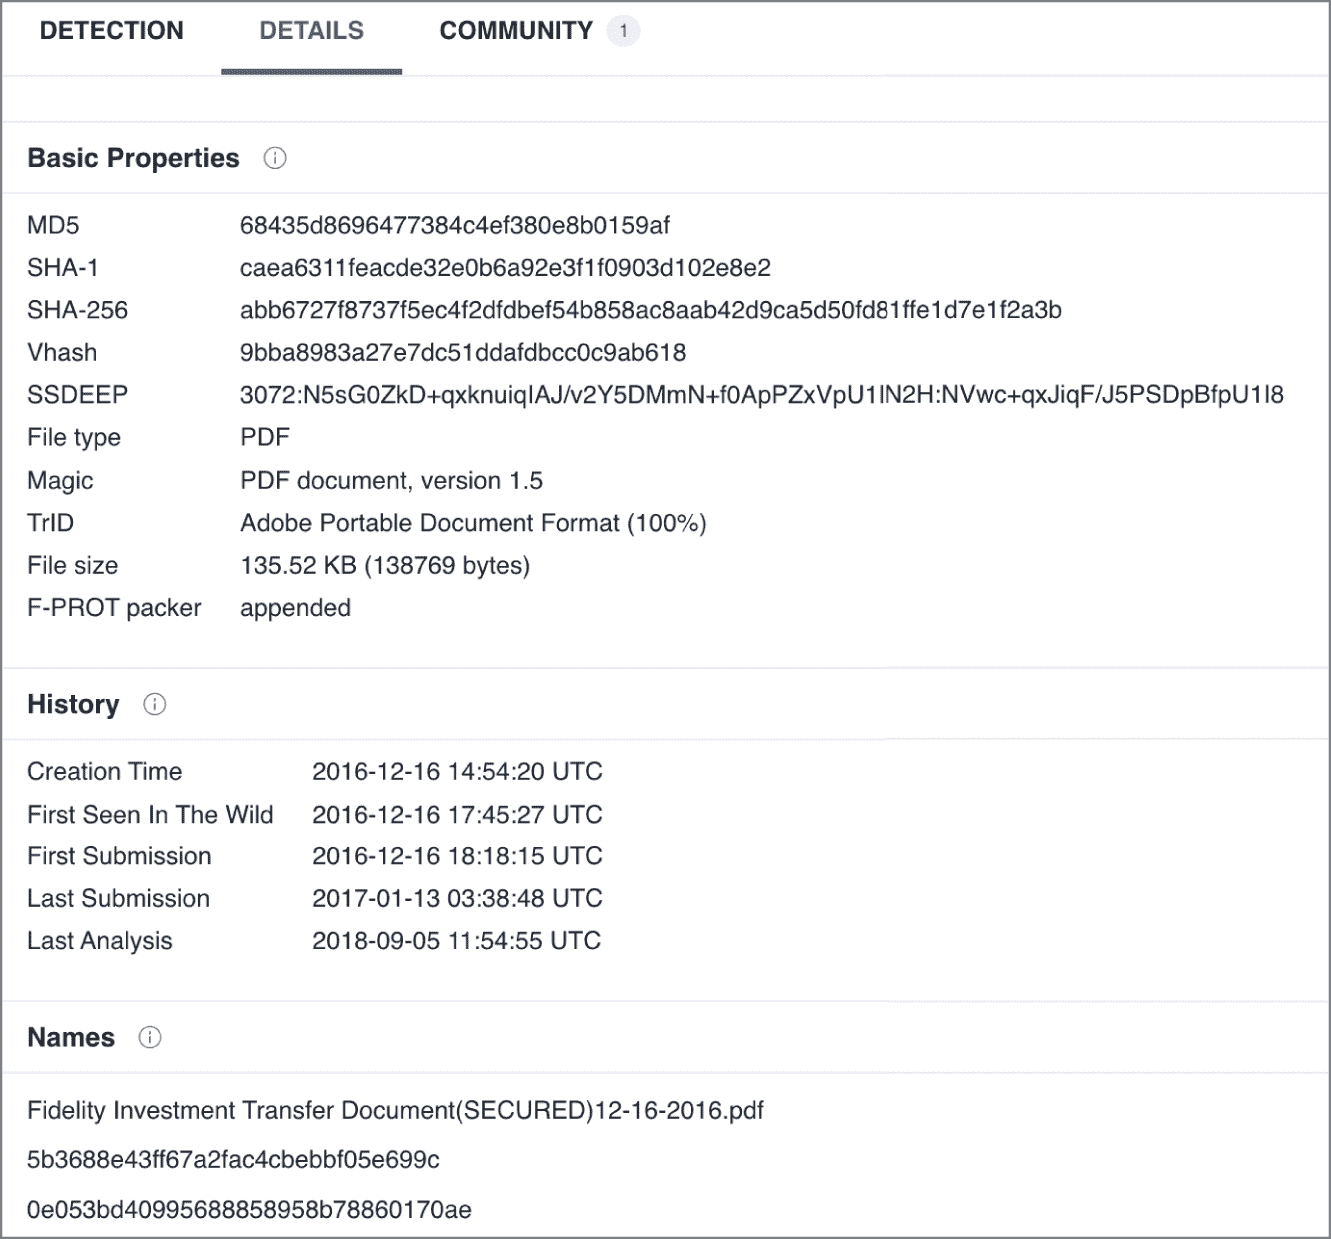 DETECTION DETAILS COMMUNITY 1
Basic Properties
MD5 68435d8696477384c4ef380e8b0159af
SHA-1 caea6311feacde32e0b6a92e3f1f0903d102e8e2
SHA-256 abb6727f8737f5ec4f2dfdbef54b858ac8aab42d9ca5d50fd81ffe1d7e1f2a3b
Vhash 9bba8983a27e7dc51ddafdbcc0c9ab618
SSDEEP 3072:N5sG0ZkD+qxknuiqIAJ/v2Y5DMmN+f0ApPZxVpU1lN2H:NVwc+qxJiqF/J5PSDpBfpU1l8
File type PDF
Magic PDF document, version 1.5
TrID Adobe Portable Document Format (100%)
File size 135.52 KB (138769 bytes)
F-PROT packer appended
History
Creation Time 2016-12-16 14:54:20 UTC
First Seen In The Wild 2016-12-16 17:45:27 UTC
First Submission 2016-12-16 18:18:15 UTC
Last Submission 2017-01-13 03:38:48 UTC
Last Analysis 2018-09-05 11:54:55 UTC
Names
Fidelity Investment Transfer Document(SECURED)12-16-2016.pdf
5b3688e43ff67a2fac4cbebbf05e699c
0e053bd40995688858958b78860170ae